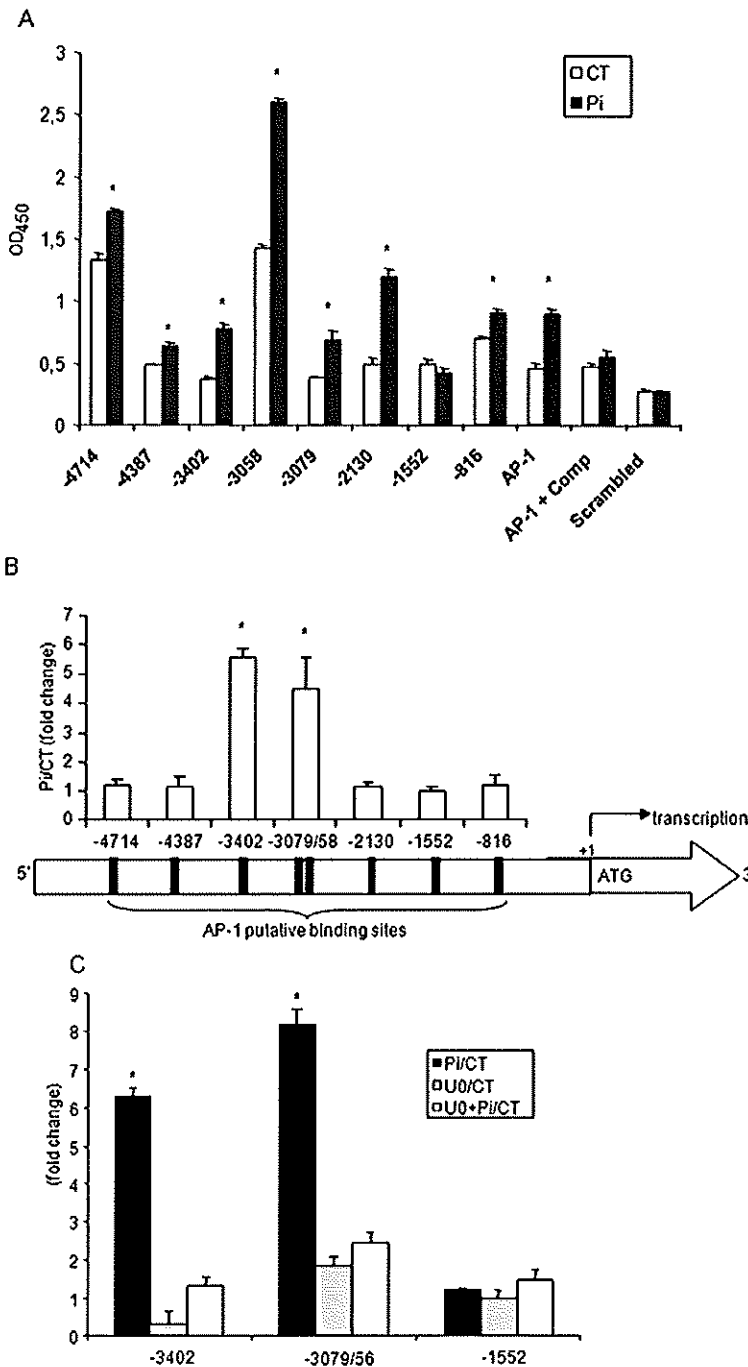 A
3
2,5
2
1,5
1
0,5
0
OD450
CT
Pi
*
*
*
*
*
*
*
*
-4714
-4387
-3402
-3058
-3079
-2130
-1552
-816
AP-1
AP-1 + Comp
Scrambled
B
7
6
5
4
3
2
1
0
Pi/CT (fold change)
*
*
-4714 -4387 -3402 -3079/58 -2130 -1552 -816
+1
transcription
5'
ATG
3
AP-1 putative binding sites
C
9
8
7
6
5
4
3
2
1
0
(fold change)
*
*
Pi/CT
U0/CT
U0+Pi/CT
-3402 -3079/56 -1552